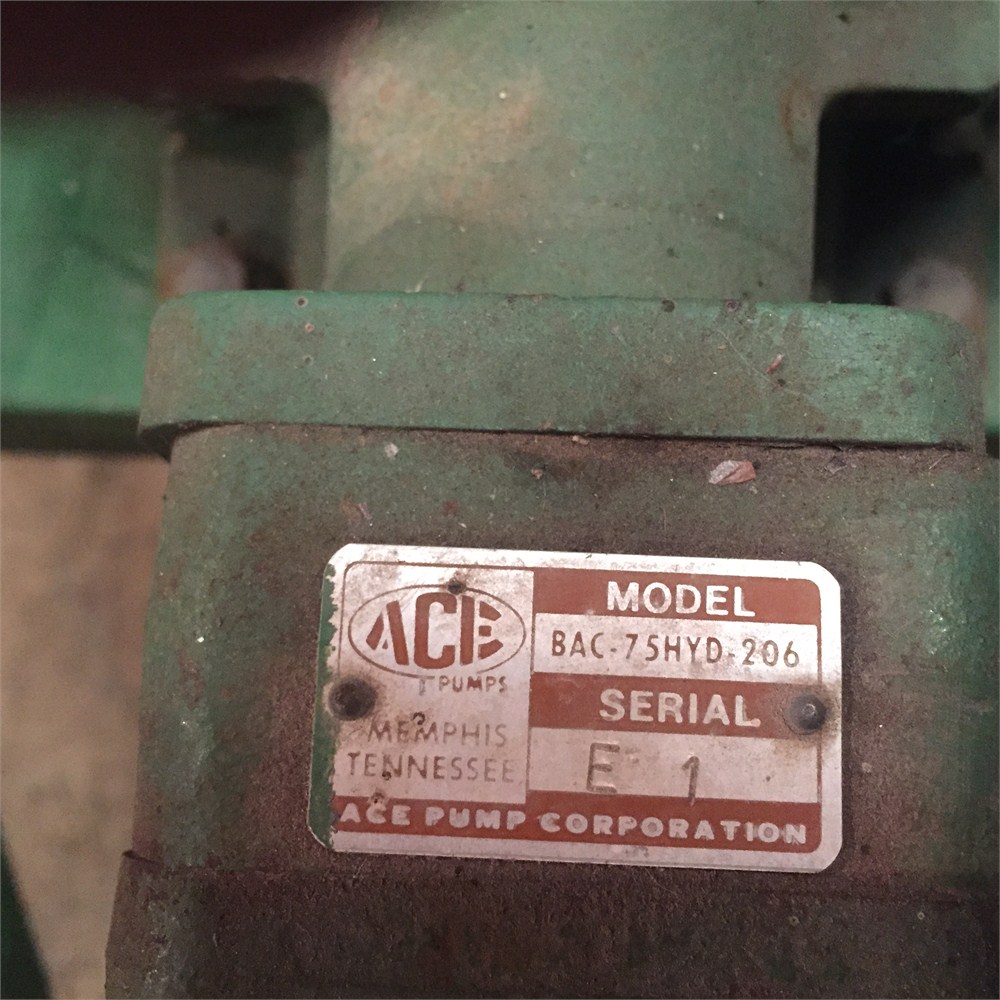 ACE
PUMPS
MEMPHIS
TENNESSEE
MODEL
BAC-75HYD-206
SERIAL
E 1
ACE PUMP CORPORATION